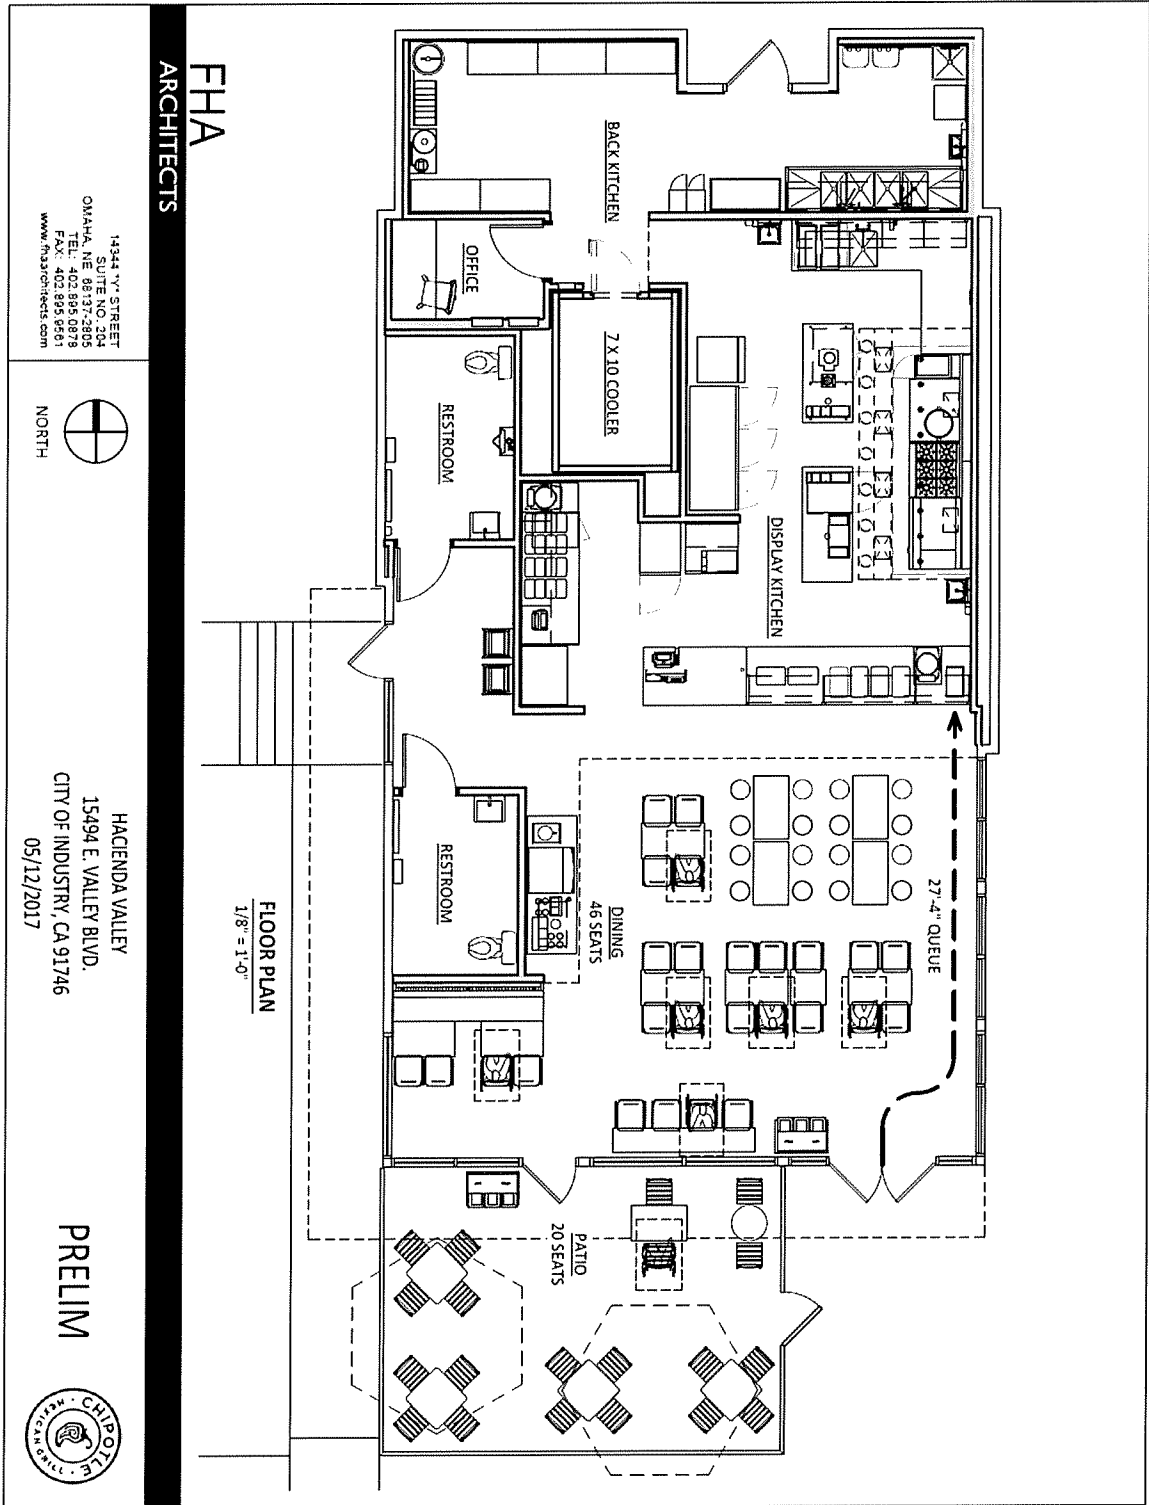 BACK KITCHEN
OFFICE
7 X 10 COOLER
RESTROOM
DISPLAY KITCHEN
27'-4" QUEUE
DINING
46 SEATS
RESTROOM
PATIO
20 SEATS
FLOOR PLAN
1/8" = 1'-0"
FHA
ARCHITECTS
14344 "Y" STREET
SUITE NO. 204
OMAHA, NE 68137-2805
TEL: 402.895.0878
FAX: 402.895.9561
www.fhaarchitects.com
NORTH
HACIENDA VALLEY
15494 E. VALLEY BLVD.
CITY OF INDUSTRY, CA 91746
05/12/2017
PRELIM
CHIPOTLE
MEXICAN GRILL